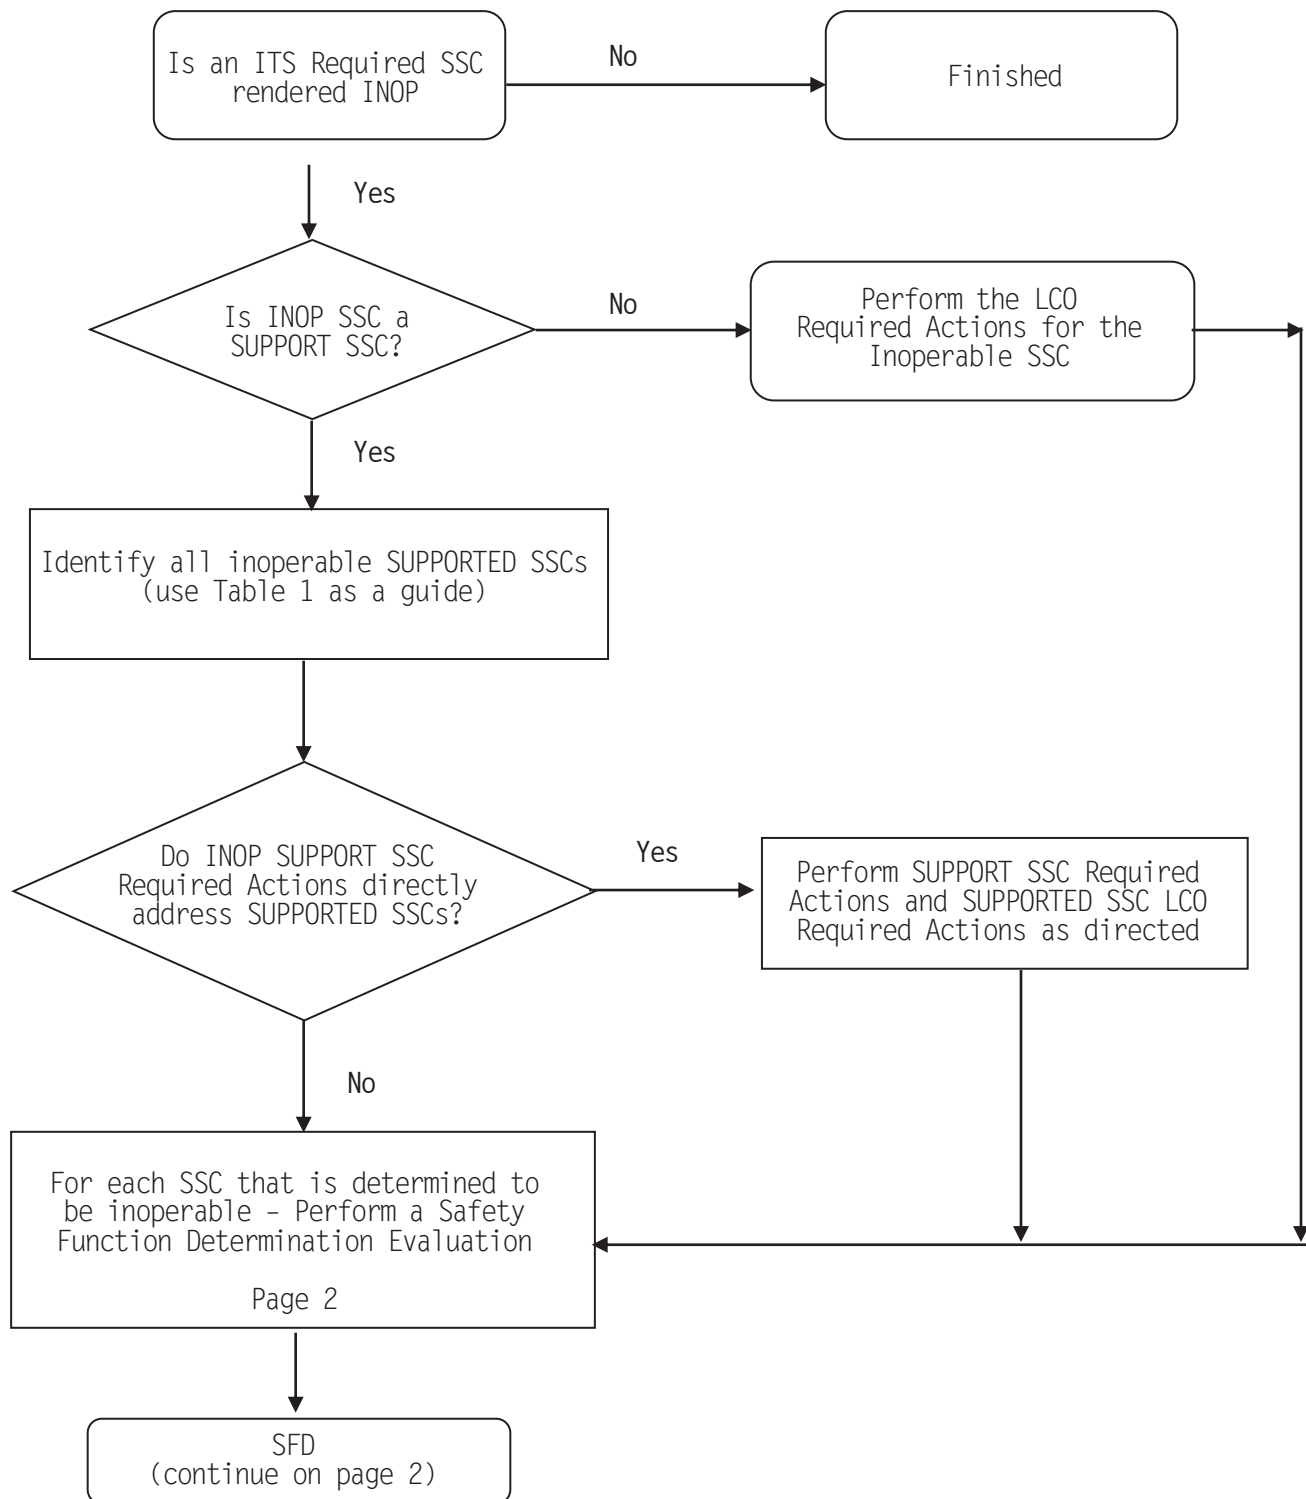 Is an ITS Required SSC
rendered INOP
No
Finished
Yes
Is INOP SSC a
SUPPORT SSC?
No
Perform the LCO
Required Actions for the
Inoperable SSC
Yes
Identify all inoperable SUPPORTED SSCs
(use Table 1 as a guide)
Do INOP SUPPORT SSC
Required Actions directly
address SUPPORTED SSCs?
Yes
Perform SUPPORT SSC Required
Actions and SUPPORTED SSC LCO
Required Actions as directed
No
For each SSC that is determined to
be inoperable – Perform a Safety
Function Determination Evaluation
Page 2
SFD
(continue on page 2)